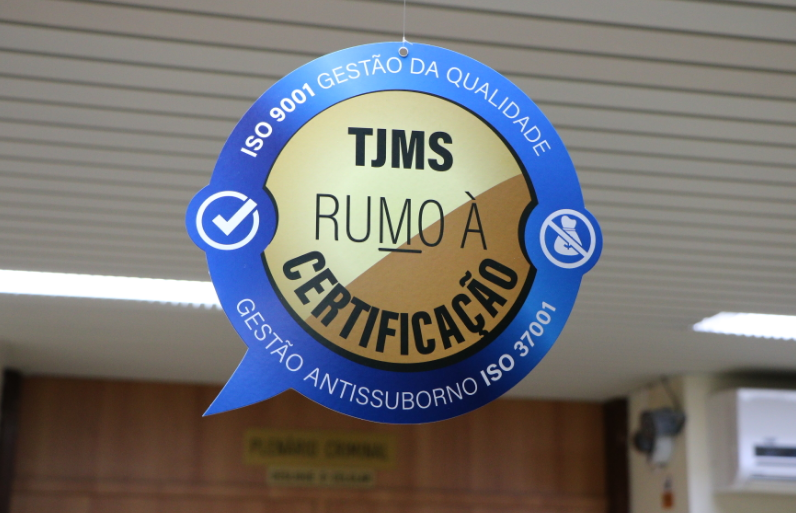 ISO 9001 GESTÃO DA QUALIDADE
TJMS
RUMO À
CERTIFICAÇÃO
GESTÃO ANTISSUBORNO ISO 37001
PLENÁRIO CRIMINAL